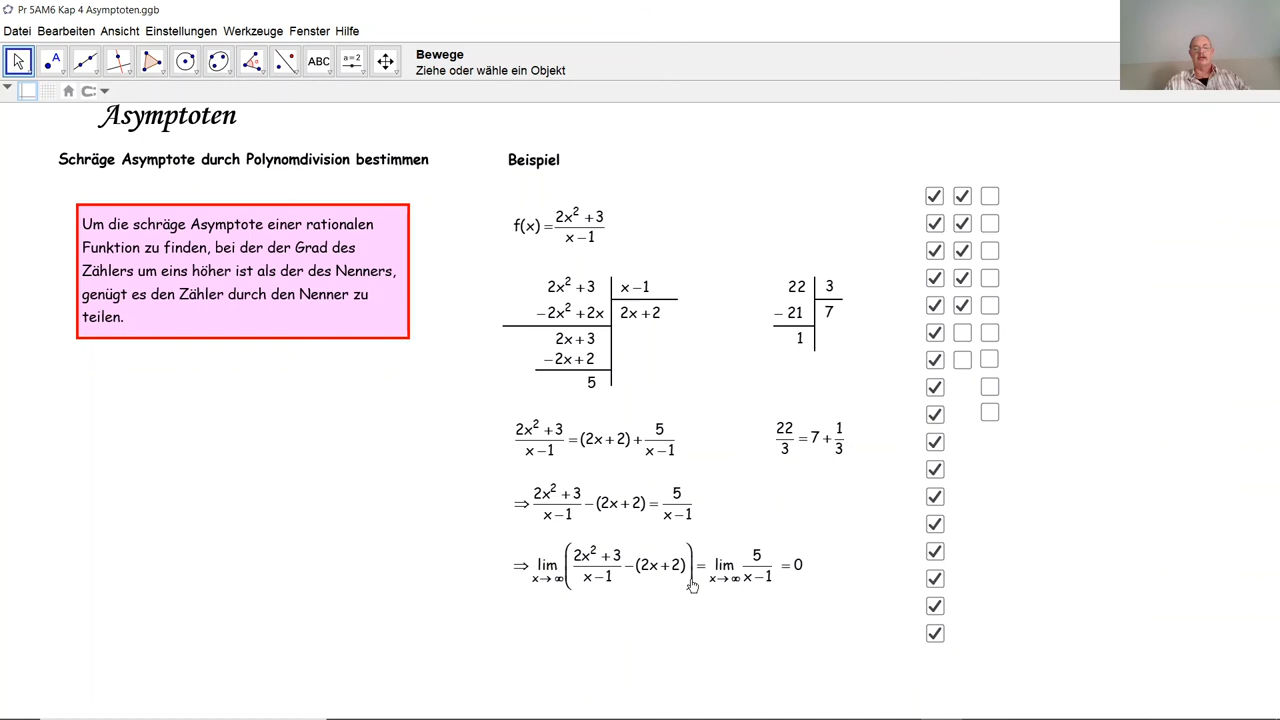 Pr 5AM6 Kap 4 Asymptoten.ggb
Datei Bearbeiten Ansicht Einstellungen Werkzeuge Fenster Hilfe
A
ABC
a=2
Bewege
Ziehe oder wähle ein Objekt
Asymptoten
Schräge Asymptote durch Polynomdivision bestimmen
Um die schräge Asymptote einer rationalen
Funktion zu finden, bei der der Grad des
Zählers um eins höher ist als der des Nenners,
genügt es den Zähler durch den Nenner zu
teilen.
Beispiel
f(x) = (2x² + 3)/(x − 1)
2x² + 3 | x − 1
− 2x² + 2x | 2x + 2
2x + 3
− 2x + 2
5
22 | 3
− 21 | 7
1
(2x² + 3)/(x − 1) = (2x + 2) + 5/(x − 1)
22/3 = 7 + 1/3
⇒ (2x² + 3)/(x − 1) − (2x + 2) = 5/(x − 1)
⇒ lim x→∞ ((2x² + 3)/(x − 1) − (2x + 2)) = lim x→∞ 5/(x − 1) = 0